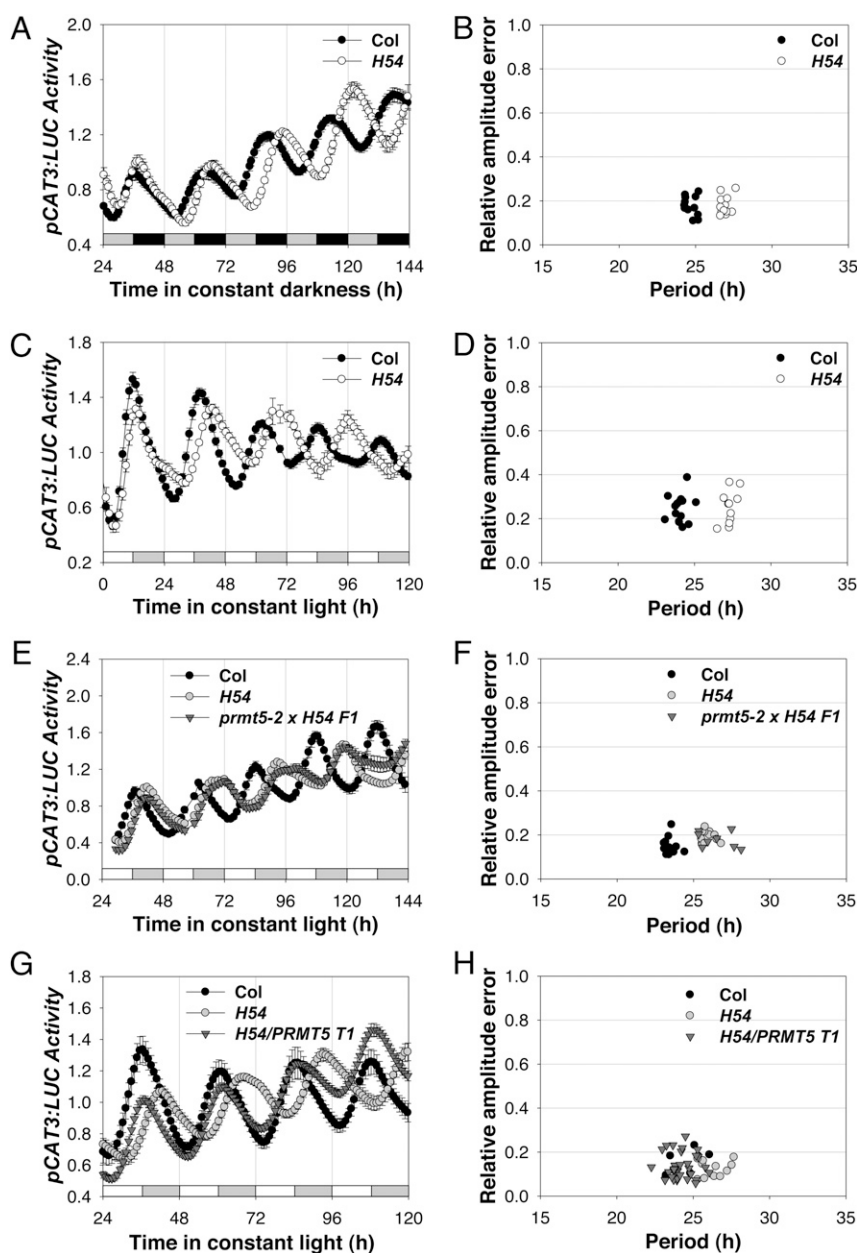 A
pCAT3:LUC Activity
2.0
1.6
1.2
0.8
0.4
Col
H54
24 48 72 96 120 144
Time in constant darkness (h)
B
Relative amplitude error
1.0
0.8
0.6
0.4
0.2
0.0
Col
H54
15 20 25 30 35
Period (h)
C
pCAT3:LUC Activity
1.8
1.4
1.0
0.6
0.2
Col
H54
0 24 48 72 96 120
Time in constant light (h)
D
Relative amplitude error
1.0
0.8
0.6
0.4
0.2
0.0
Col
H54
15 20 25 30 35
Period (h)
E
pCAT3:LUC Activity
2.4
2.0
1.6
1.2
0.8
0.4
0.0
Col
H54
prmt5-2 x H54 F1
24 48 72 96 120 144
Time in constant light (h)
F
Relative amplitude error
1.0
0.8
0.6
0.4
0.2
0.0
Col
H54
prmt5-2 x H54 F1
15 20 25 30 35
Period (h)
G
pCAT3:LUC Activity
1.8
1.6
1.4
1.2
1.0
0.8
0.6
0.4
Col
H54
H54/PRMT5 T1
24 48 72 96 120
Time in constant light (h)
H
Relative amplitude error
1.0
0.8
0.6
0.4
0.2
0.0
Col
H54
H54/PRMT5 T1
15 20 25 30 35
Period (h)